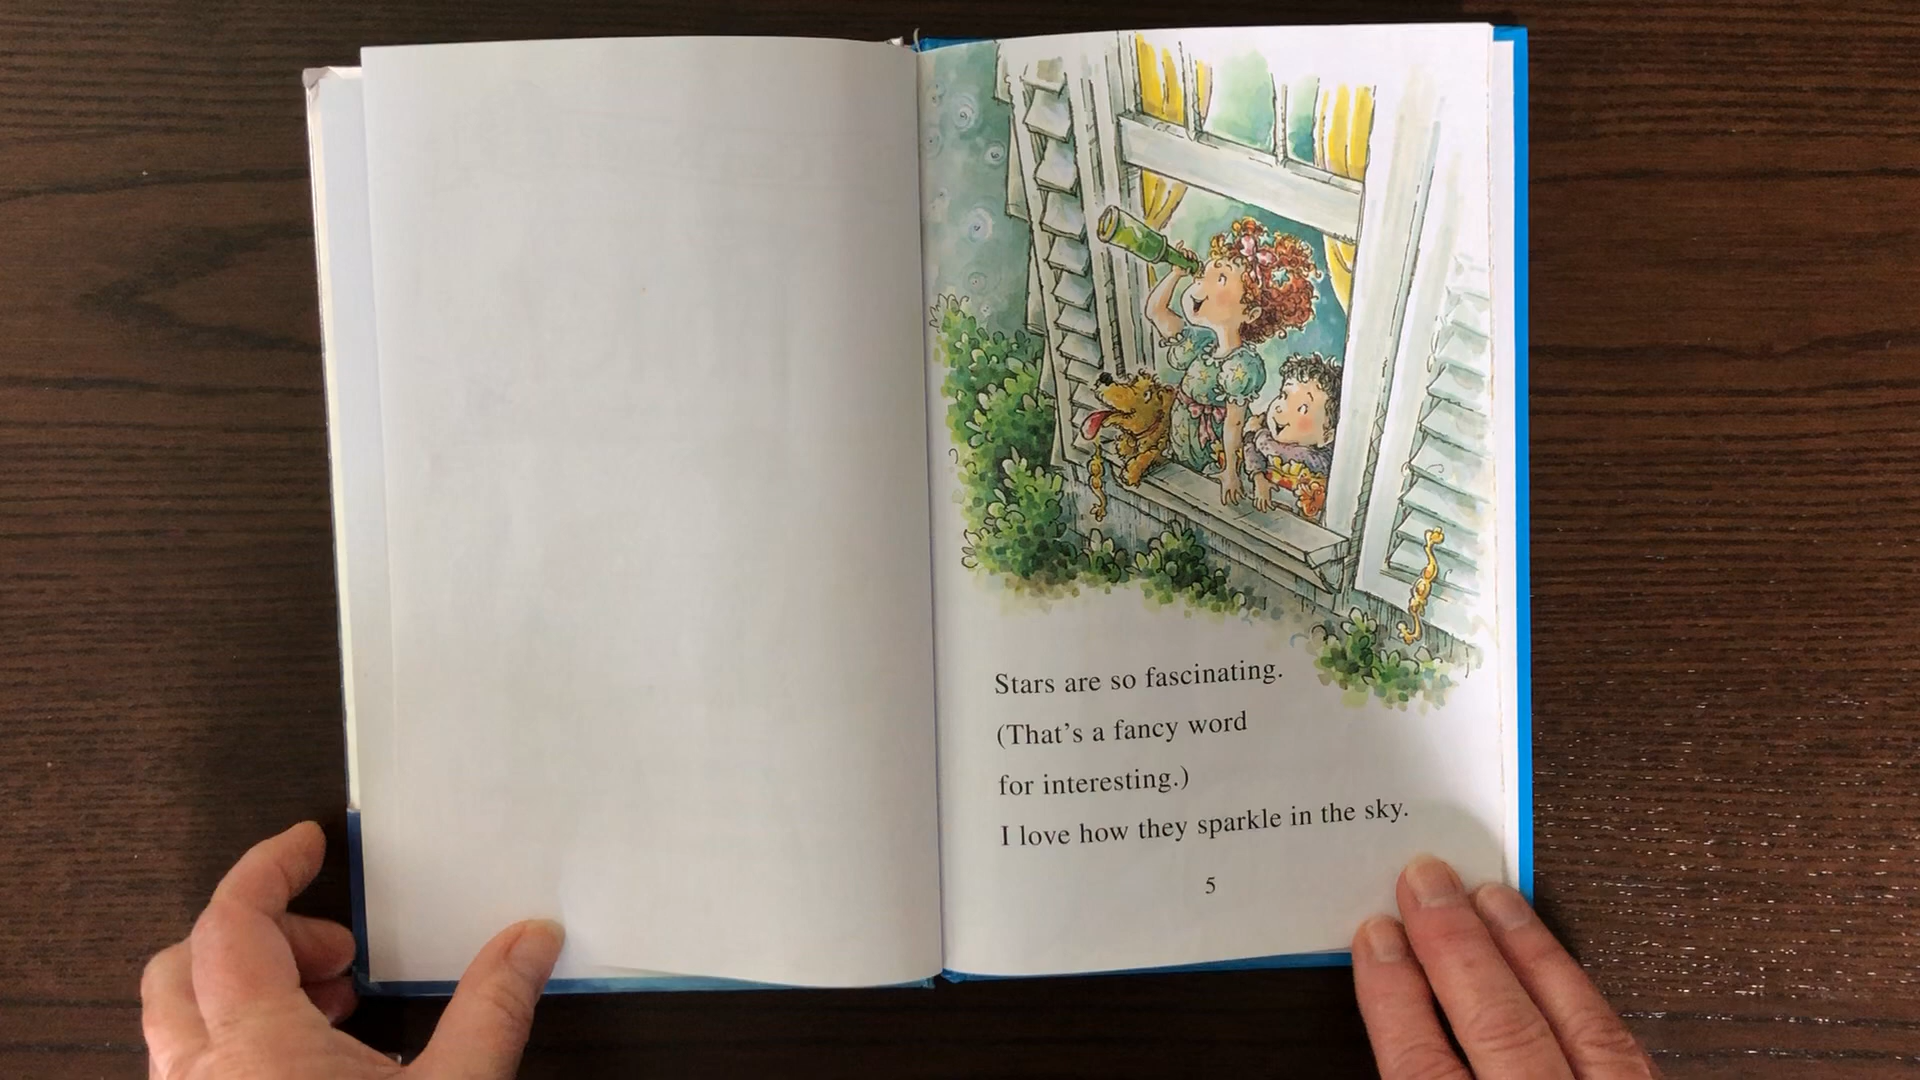 Stars are so fascinating.
(That's a fancy word
for interesting.)
I love how they sparkle in the sky.
5